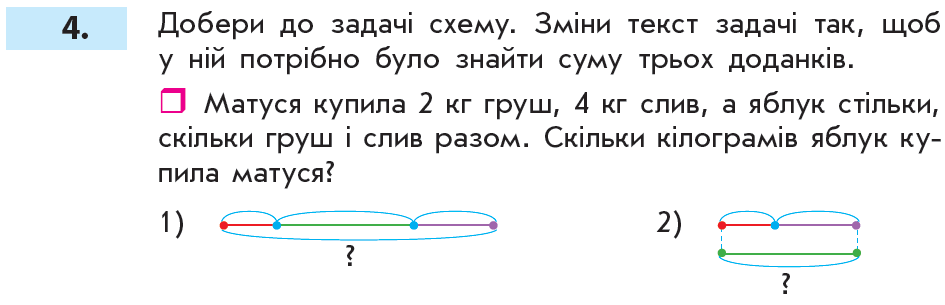 4. Добери до задачі схему. Зміни текст задачі так, щоб
у ній потрібно було знайти суму трьох доданків.
Матуся купила 2 кг груш, 4 кг слив, а яблук стільки,
скільки груш і слив разом. Скільки кілограмів яблук ку-
пила матуся?
1) 2)
? ?